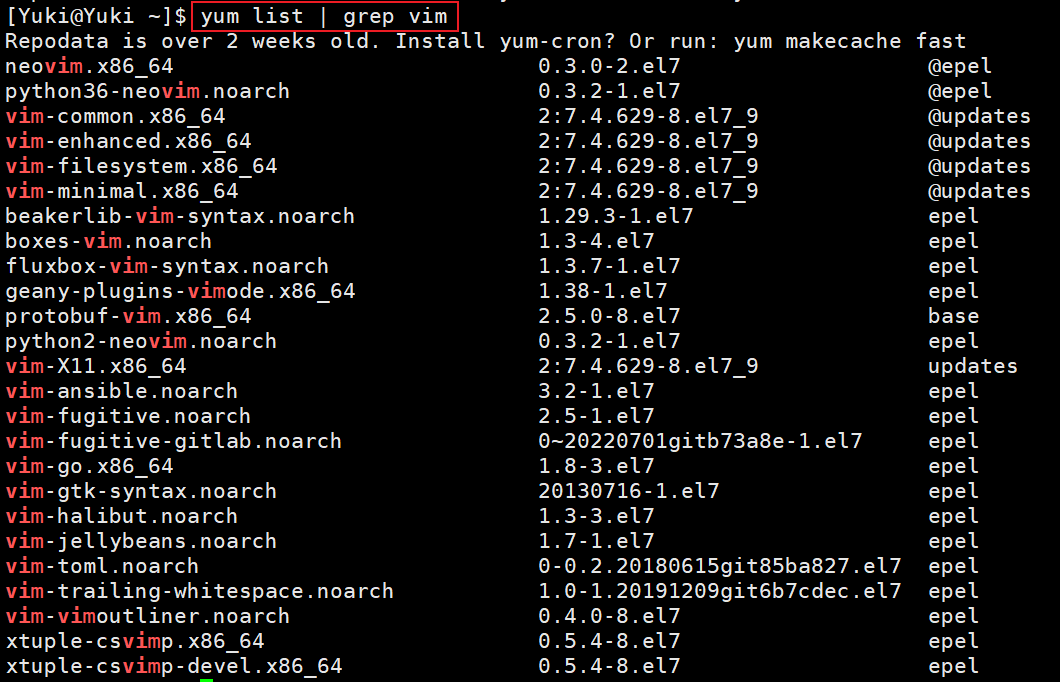 [Yuki@Yuki ~]$ yum list | grep vim
Repodata is over 2 weeks old. Install yum-cron? Or run: yum makecache fast
neovim.x86_64 0.3.0-2.el7 @epel
python36-neovim.noarch 0.3.2-1.el7 @epel
vim-common.x86_64 2:7.4.629-8.el7_9 @updates
vim-enhanced.x86_64 2:7.4.629-8.el7_9 @updates
vim-filesystem.x86_64 2:7.4.629-8.el7_9 @updates
vim-minimal.x86_64 2:7.4.629-8.el7_9 @updates
beakerlib-vim-syntax.noarch 1.29.3-1.el7 epel
boxes-vim.noarch 1.3-4.el7 epel
fluxbox-vim-syntax.noarch 1.3.7-1.el7 epel
geany-plugins-vimode.x86_64 1.38-1.el7 epel
protobuf-vim.x86_64 2.5.0-8.el7 base
python2-neovim.noarch 0.3.2-1.el7 epel
vim-X11.x86_64 2:7.4.629-8.el7_9 updates
vim-ansible.noarch 3.2-1.el7 epel
vim-fugitive.noarch 2.5-1.el7 epel
vim-fugitive-gitlab.noarch 0~20220701gitb73a8e-1.el7 epel
vim-go.x86_64 1.8-3.el7 epel
vim-gtk-syntax.noarch 20130716-1.el7 epel
vim-halibut.noarch 1.3-3.el7 epel
vim-jellybeans.noarch 1.7-1.el7 epel
vim-toml.noarch 0-0.2.20180615git85ba827.el7 epel
vim-trailing-whitespace.noarch 1.0-1.20191209git6b7cdec.el7 epel
vim-vimoutliner.noarch 0.4.0-8.el7 epel
xtuple-csvimp.x86_64 0.5.4-8.el7 epel
xtuple-csvimp-devel.x86_64 0.5.4-8.el7 epel